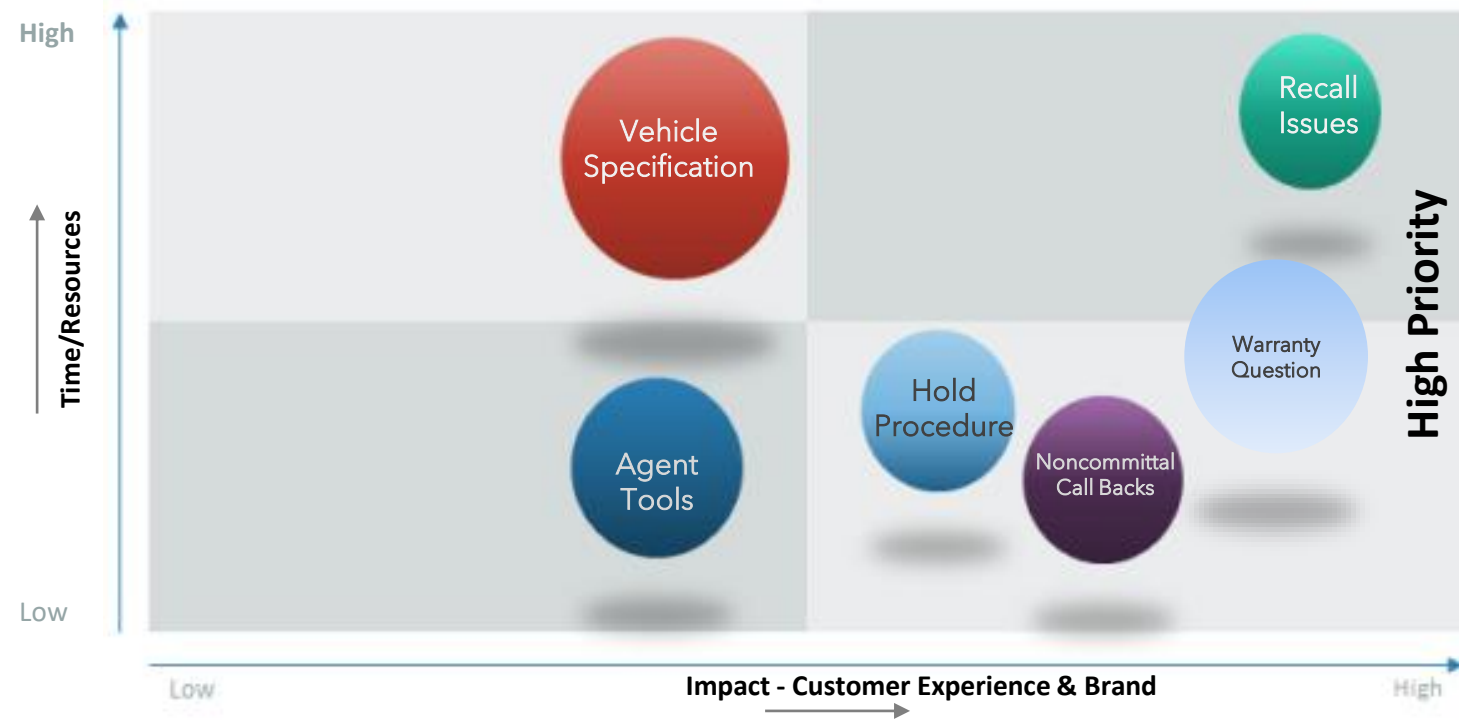 High
Vehicle
Specification
Recall
Issues
Time/Resources
High Priority
Warranty
Question
Hold
Procedure
Agent
Tools
Noncommittal
Call Backs
Low
Low
Impact - Customer Experience & Brand
High